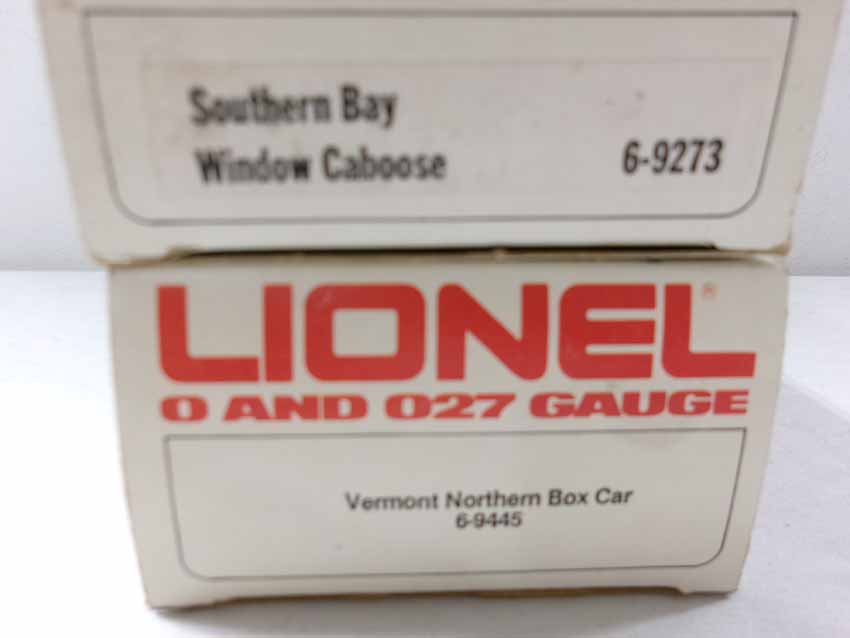 Southern Bay
Window Caboose 6-9273
LIONEL®
O AND O27 GAUGE
Vermont Northern Box Car
6-9445